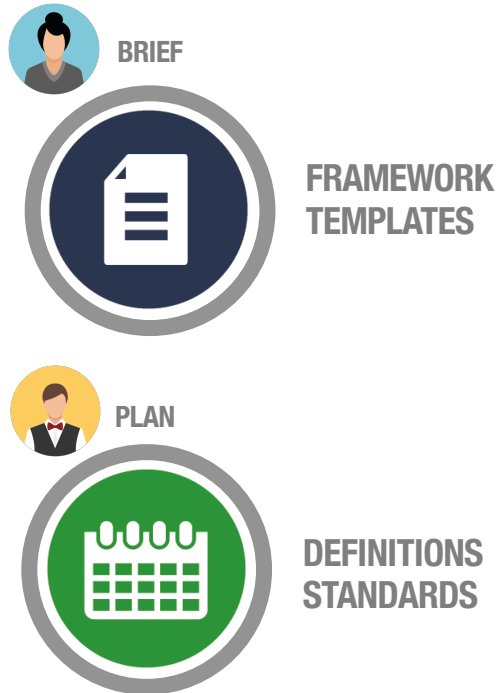 BRIEF
FRAMEWORK
TEMPLATES
PLAN
DEFINITIONS
STANDARDS